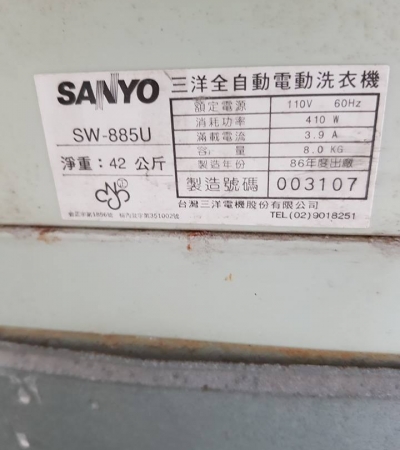 SANYO 三洋全自動電動洗衣機
SW-885U
淨重：42 公斤
額定電源 110V 60Hz
消耗功率 410 W
滿載電流 3.9 A
容量 8.0 KG
製造年份 86年度出廠
製造號碼 003107
台灣三洋電機股份有限公司
TEL(02)9018251